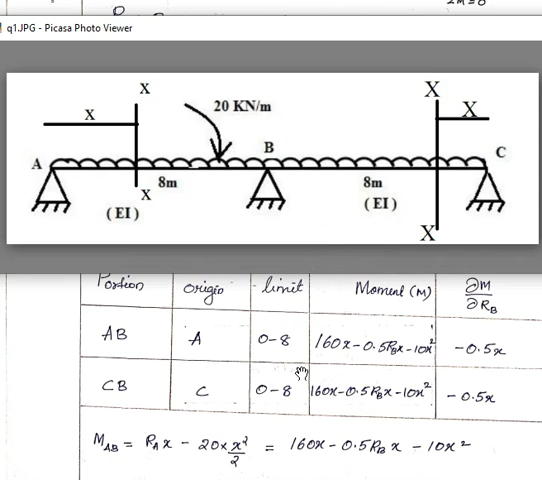 q1.JPG - Picasa Photo Viewer
X
X
X
X
20 KN/m
A
B
C
X
8m
8m
(EI)
(EI)
X
Portion
Origin
limit
Moment (M)
∂M/∂R_B
AB
A
0-8
160x-0.5R_Bx-10x²
-0.5x
CB
C
0-8
160x-0.5R_Bx-10x²
-0.5x
M_AB = R_A x - 20×x²/2 = 160x - 0.5R_B x - 10x²